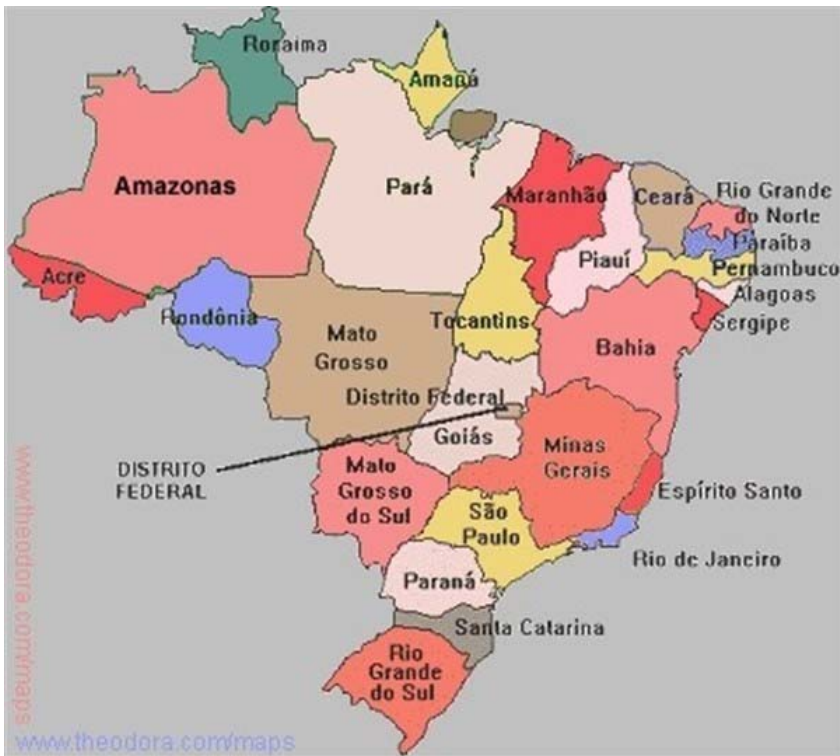 Roraima
Amapá
Amazonas
Pará
Maranhão
Ceará
Rio Grande
do Norte
Paraíba
Piauí
Pernambuco
Alagoas
Sergipe
Acre
Rondônia
Mato
Grosso
Tocantins
Bahia
Distrito Federal
Goiás
DISTRITO
FEDERAL
Minas
Gerais
Mato
Grosso
do Sul
Espírito Santo
São
Paulo
Rio de Janeiro
Paraná
Santa Catarina
Rio
Grande
do Sul
www.theodora.com/maps
www.theodora.com/maps